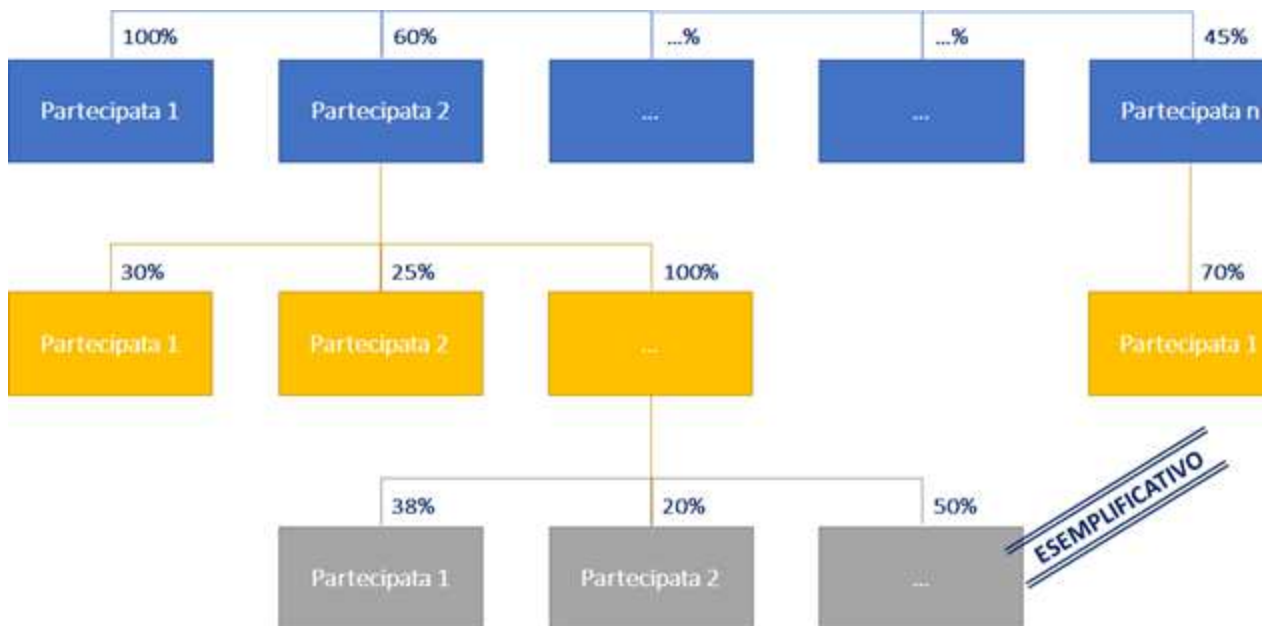 100%
60%
...%
...%
45%
Partecipata 1
Partecipata 2
...
...
Partecipata n
30%
25%
100%
70%
Partecipata 1
Partecipata 2
...
Partecipata 1
38%
20%
50%
ESEMPLIFICATIVO
Partecipata 1
Partecipata 2
...